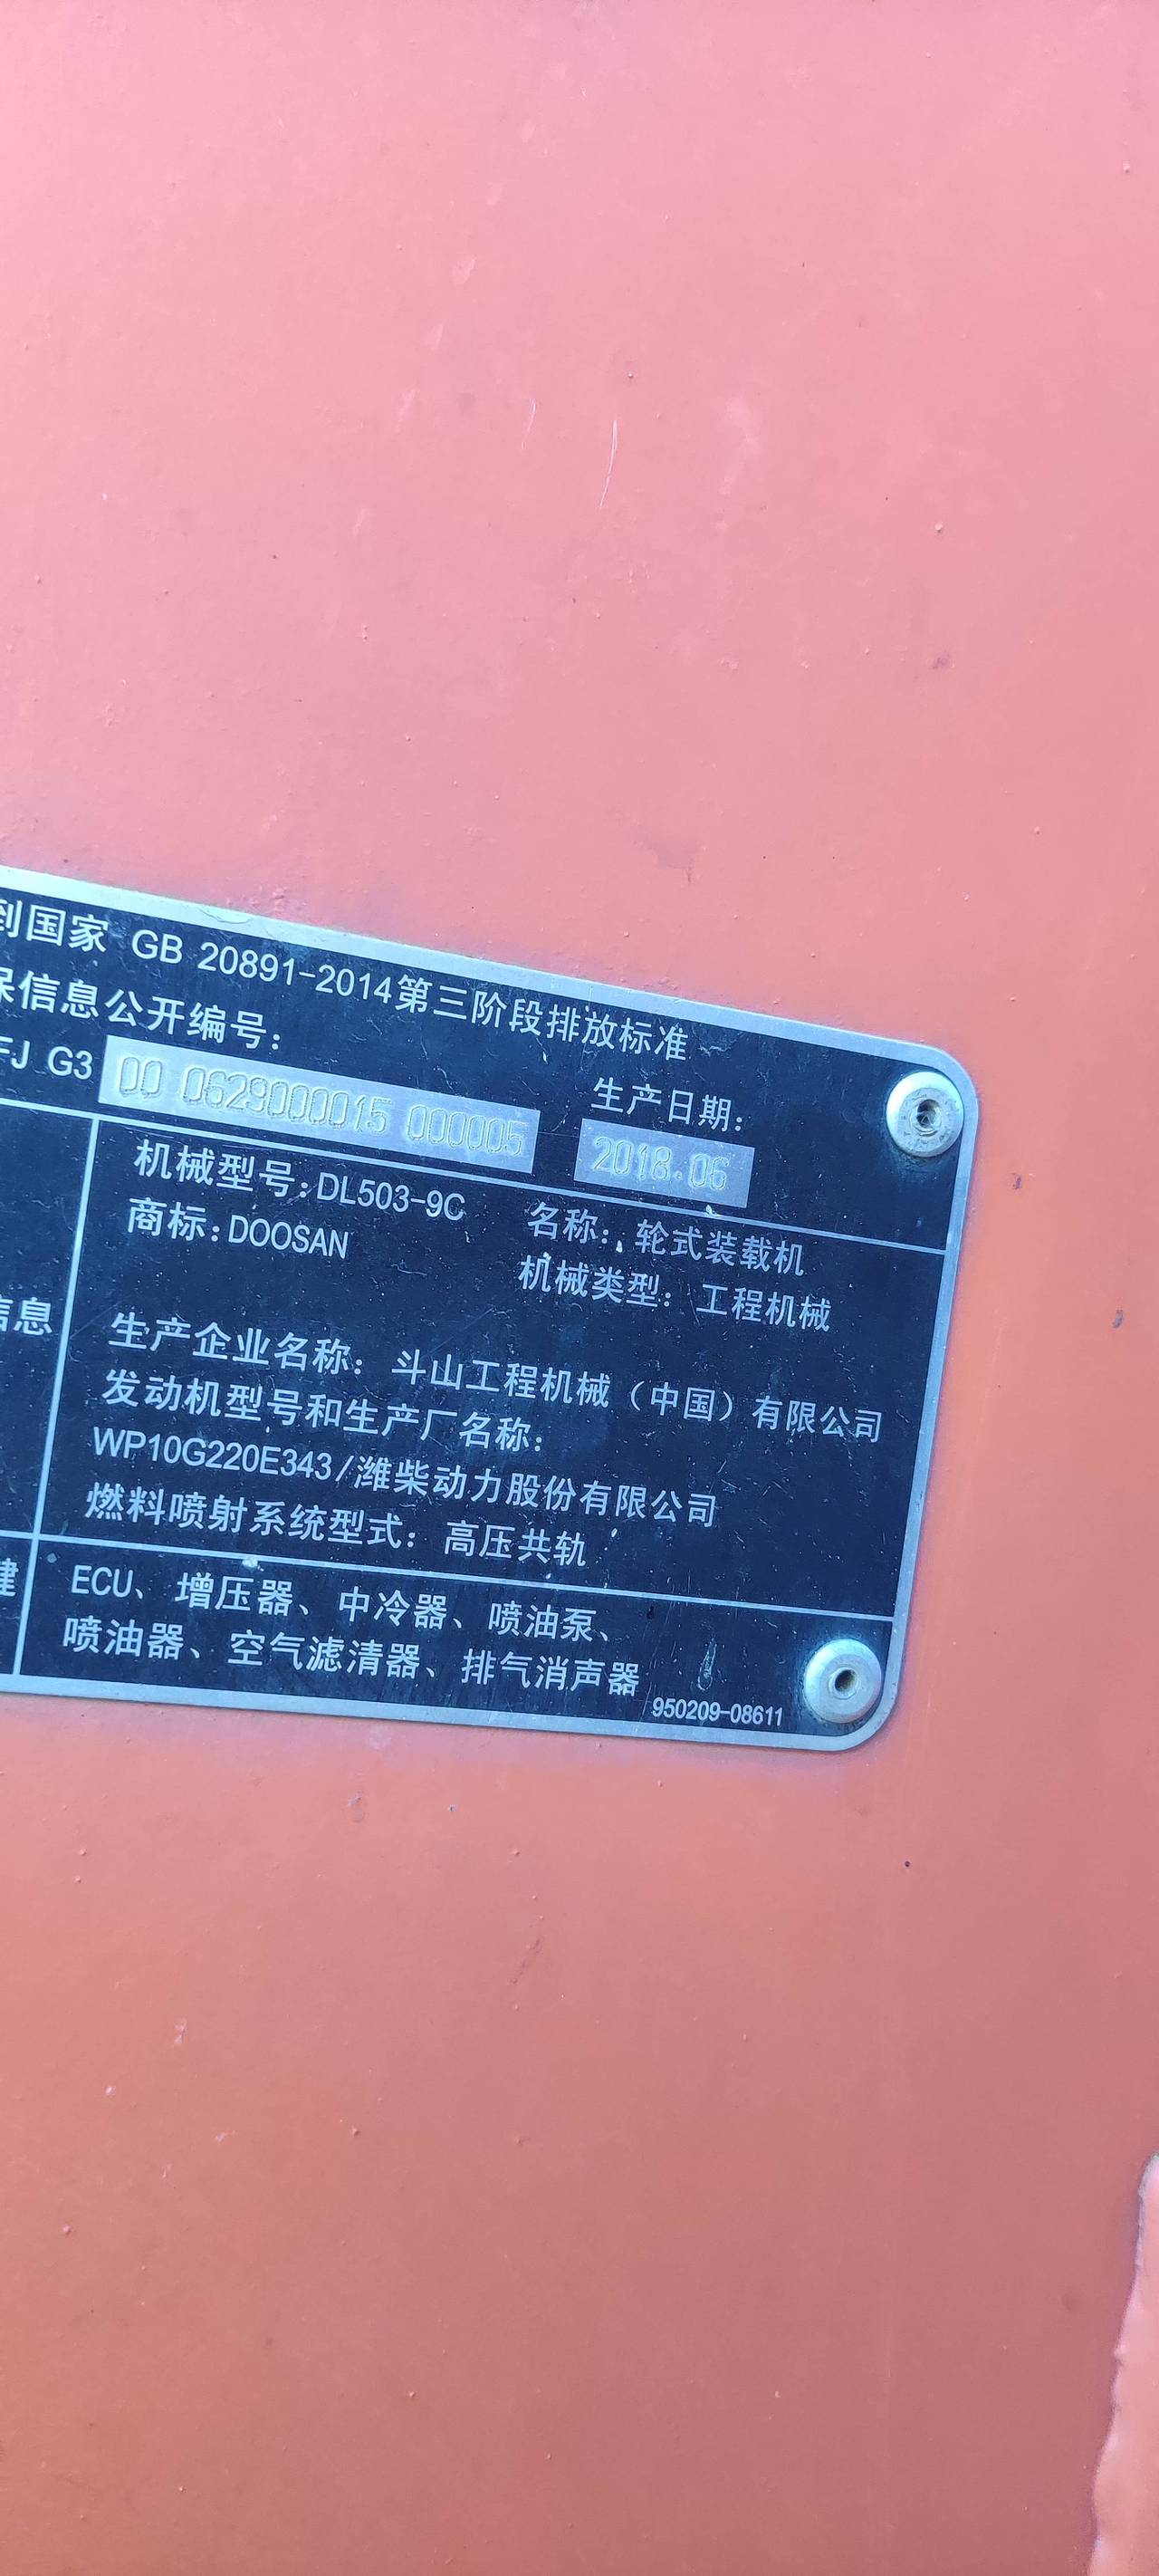 到国家 GB 20891-2014第三阶段排放标准
保信息公开编号:
FJ G3 00 0629000015 000005
生产日期:
2018.06
机械型号:DL503-9C 名称: 轮式装载机
商标:DOOSAN 机械类型: 工程机械
信息
生产企业名称: 斗山工程机械（中国）有限公司
发动机型号和生产厂名称:
WP10G220E343/潍柴动力股份有限公司
燃料喷射系统型式: 高压共轨
键
ECU、增压器、中冷器、喷油泵、
喷油器、空气滤清器、排气消声器
950209-08611